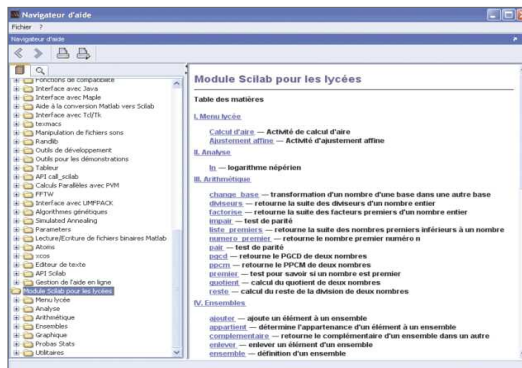 Navigateur d'aide
Fichier ?
Navigateur d'aide
Fonctions de compatibilité
Interface avec Java
Interface avec Maple
Aide à la conversion Matlab vers Scilab
Interface avec Tcl/Tk
texmacs
Manipulation de fichiers sons
Randlib
Outils de développement
Outils pour les démonstrations
Tableur
API call_scilab
Calculs Parallèles avec PVM
FFTW
Interface avec UMFPACK
Algorithmes génétiques
Simulated Annealing
Parameters
Lecture/Ecriture de fichiers binaires Matlab
Atoms
xcos
Editeur de texte
API Scilab
Gestion de l'aide en ligne
Module Scilab pour les lycées
Menu lycée
Analyse
Arithmétique
Ensembles
Graphique
Probas Stats
Utilitaires
Module Scilab pour les lycées
Table des matières
I. Menu lycée
Calcul d'aire — Activité de calcul d'aire
Ajustement affine — Activité d'ajustement affine
II. Analyse
ln — logarithme népérien
III. Arithmétique
change_base — transformation d'un nombre d'une base dans une autre base
diviseurs — retourne la suite des diviseurs d'un nombre entier
factorise — retourne la suite des facteurs premiers d'un nombre entier
impair — test de parité
liste_premiers — retourne la suite des nombres premiers inférieurs à un nombre
numero_premier — retourne le nombre premier numéro n
pair — test de parité
pgcd — retourne le PGCD de deux nombres
ppcm — retourne le PPCM de deux nombres
premier — test pour savoir si un nombre est premier
quotient — calcul du quotient de deux nombres
reste — calcul du reste de la division de deux nombres
IV. Ensembles
ajouter — ajoute un élément à un ensemble
appartient — détermine l'appartenance d'un élément à un ensemble
complementaire — retourne le complémentaire d'un ensemble dans un autre
enlever — enlever un élément d'un ensemble
ensemble — définition d'un ensemble